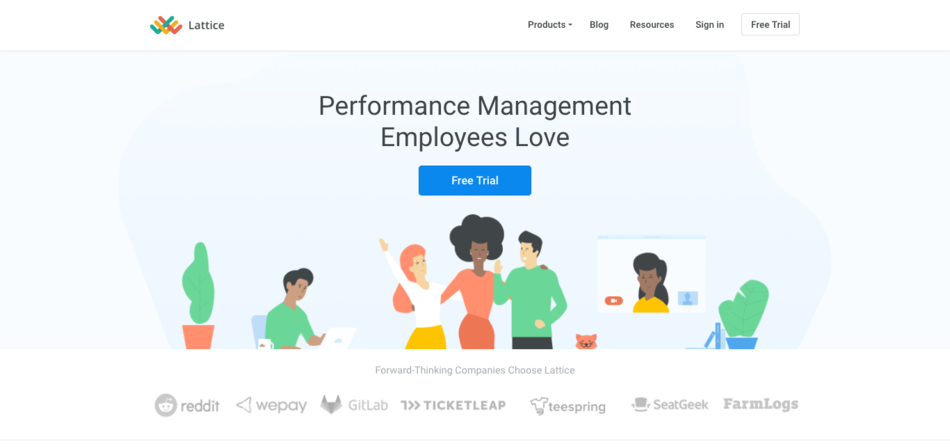 Lattice
Products
Blog
Resources
Sign in
Free Trial
Performance Management
Employees Love
Free Trial
Forward-Thinking Companies Choose Lattice
reddit
wepay
GitLab
TICKETLEAP
teespring
SeatGeek
FarmLogs